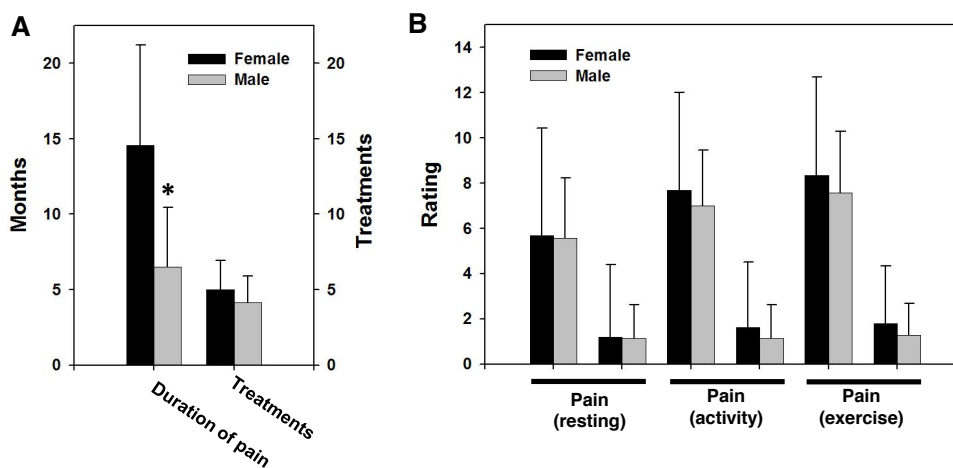 A
Months
20
15
10
5
0
Female
Male
*
20
15
10
5
0
Treatments
Duration of pain
Treatments
B
Rating
14
12
10
8
6
4
2
0
Female
Male
Pain
(resting)
Pain
(activity)
Pain
(exercise)